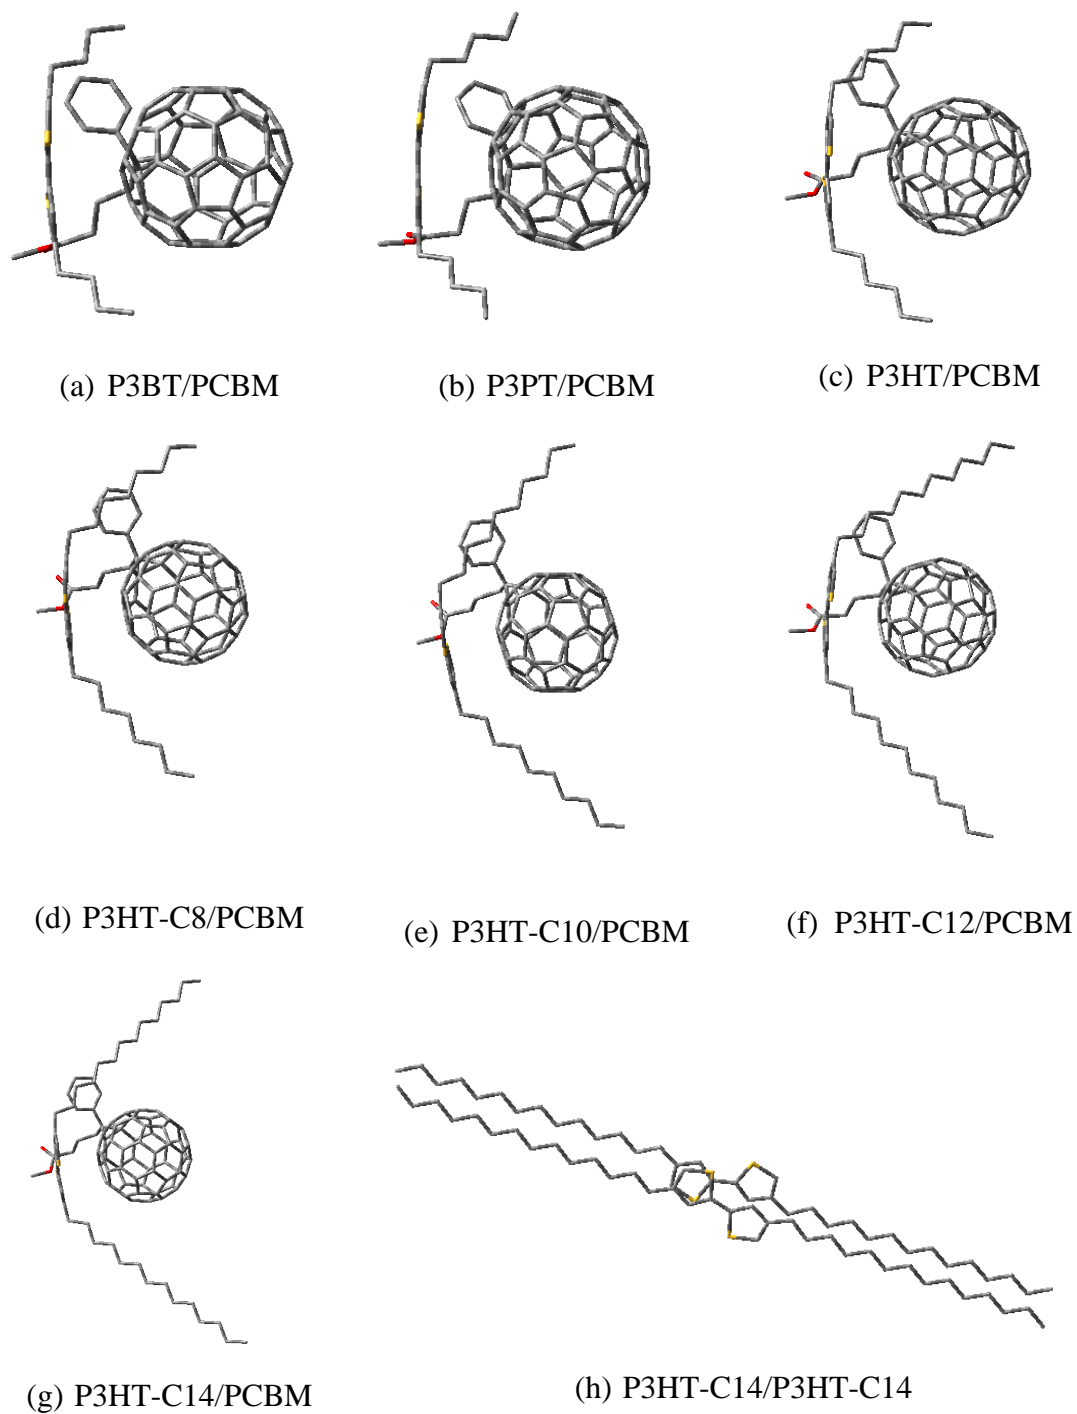 (a) P3BT/PCBM
(b) P3PT/PCBM
(c) P3HT/PCBM
(d) P3HT-C8/PCBM
(e) P3HT-C10/PCBM
(f) P3HT-C12/PCBM
(g) P3HT-C14/PCBM
(h) P3HT-C14/P3HT-C14